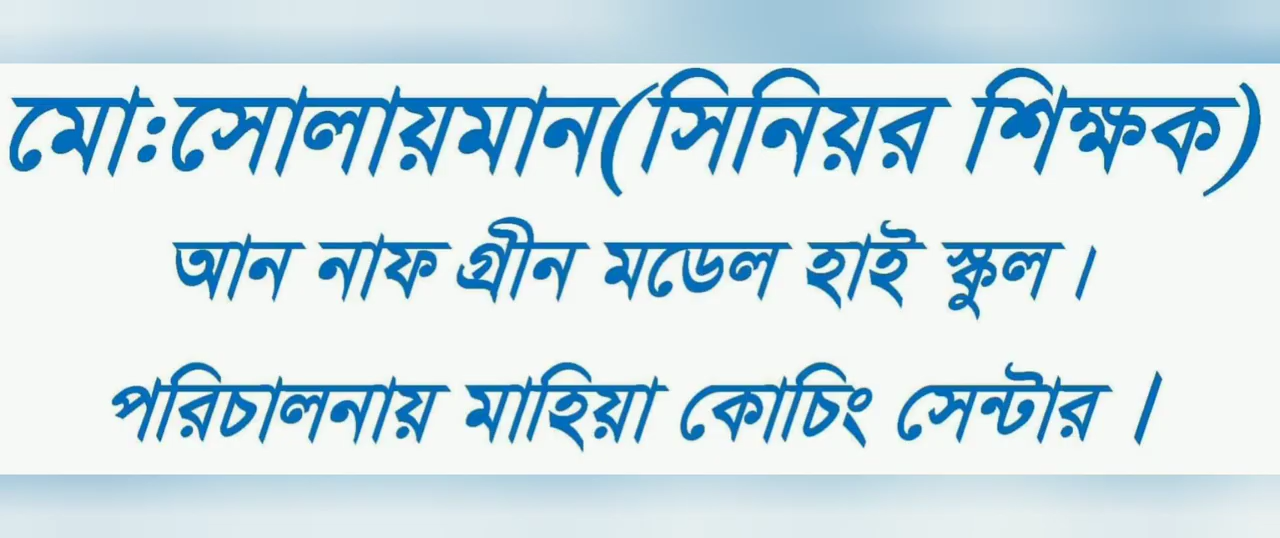 মো:সোলায়মান(সিনিয়র শিক্ষক)
আন নাফ গ্রীন মডেল হাই স্কুল।
পরিচালনায় মাহিয়া কোচিং সেন্টার।